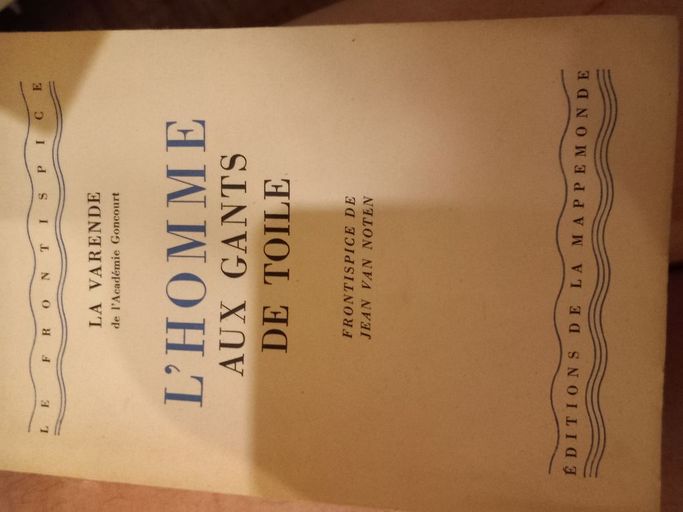 LE FRONTISPICE
LA VARENDE
de l'Académie Goncourt
L'HOMME
AUX GANTS
DE TOILE
FRONTISPICE DE
JEAN VAN NOTEN
ÉDITIONS DE LA MAPPEMONDE